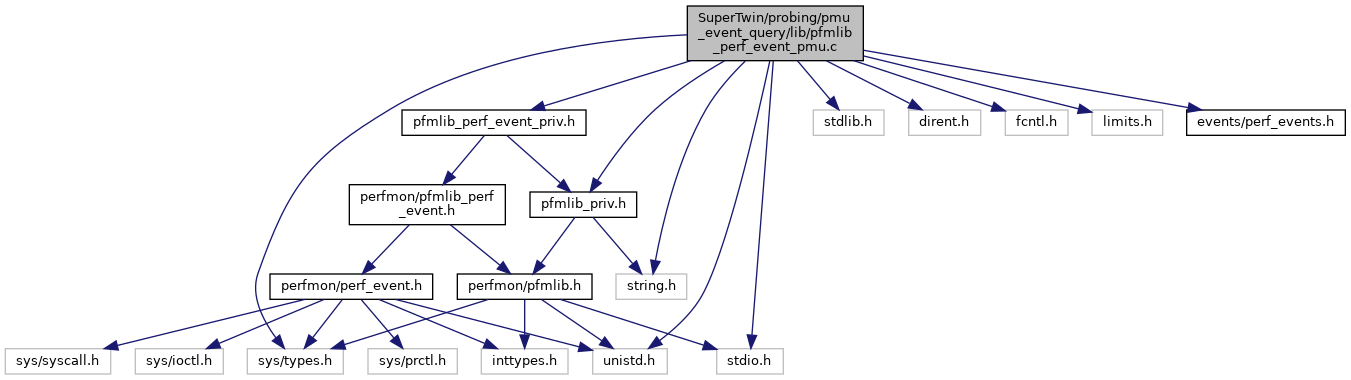 SuperTwin/probing/pmu
_event_query/lib/pfmlib
_perf_event_pmu.c
pfmlib_perf_event_priv.h
stdlib.h
dirent.h
fcntl.h
limits.h
events/perf_events.h
perfmon/pfmlib_perf
_event.h
pfmlib_priv.h
perfmon/perf_event.h
perfmon/pfmlib.h
string.h
sys/syscall.h
sys/ioctl.h
sys/types.h
sys/prctl.h
inttypes.h
unistd.h
stdio.h